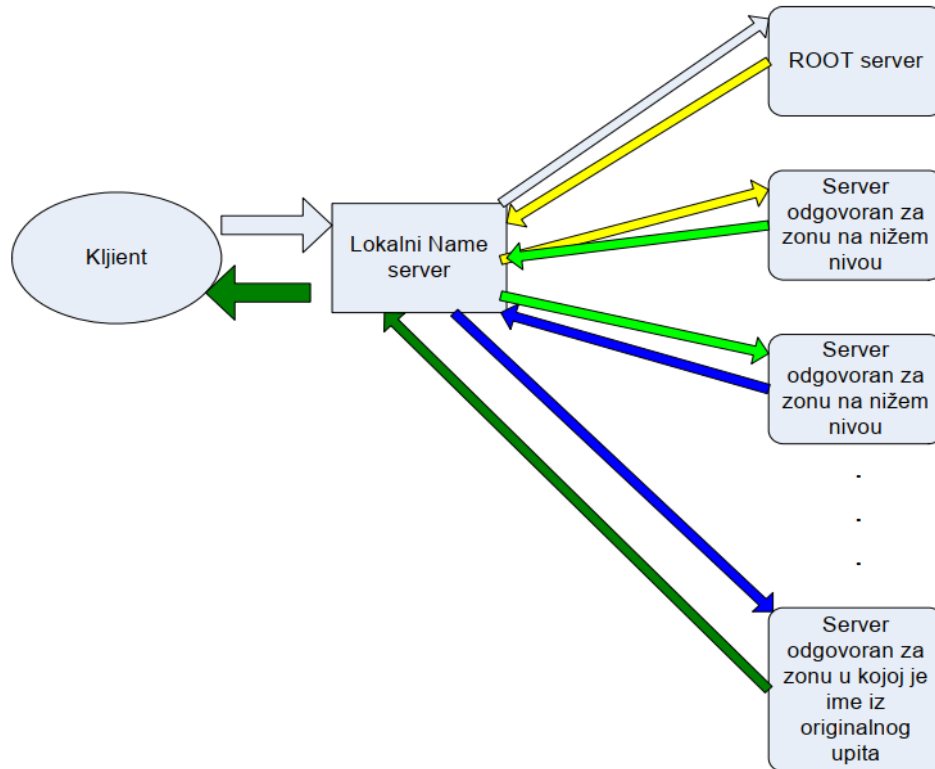 ROOT server
Server
odgovoran za
zonu na nižem
nivou
Kljient
Lokalni Name
server
Server
odgovoran za
zonu na nižem
nivou
.
.
.
Server
odgovoran za
zonu u kojoj je
ime iz
originalnog
upita